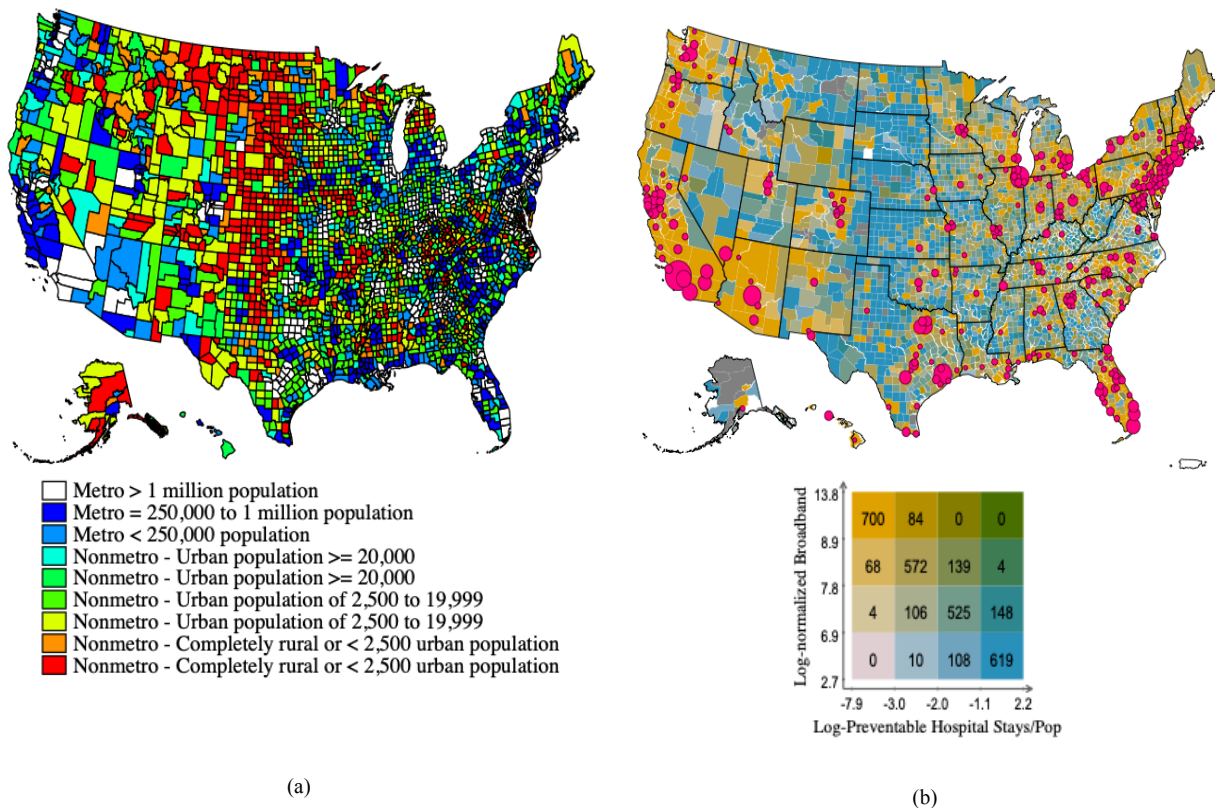 Metro > 1 million population
Metro = 250,000 to 1 million population
Metro < 250,000 population
Nonmetro - Urban population >= 20,000
Nonmetro - Urban population >= 20,000
Nonmetro - Urban population of 2,500 to 19,999
Nonmetro - Urban population of 2,500 to 19,999
Nonmetro - Completely rural or < 2,500 urban population
Nonmetro - Completely rural or < 2,500 urban population
(a)
Log-normalized Broadband
13.8
700 84 0 0
8.9
68 572 139 4
7.8
4 106 525 148
6.9
0 10 108 619
2.7
-7.9 -3.0 -2.0 -1.1 2.2
Log-Preventable Hospital Stays/Pop
(b)